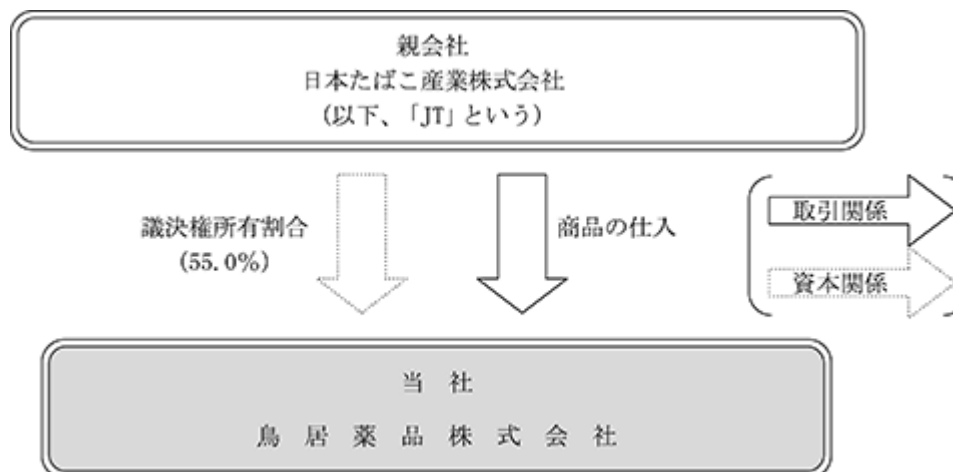 親会社
日本たばこ産業株式会社
(以下、「JT」という)
議決権所有割合
(55.0%)
商品の仕入
取引関係
資本関係
当 社
鳥 居 薬 品 株 式 会 社